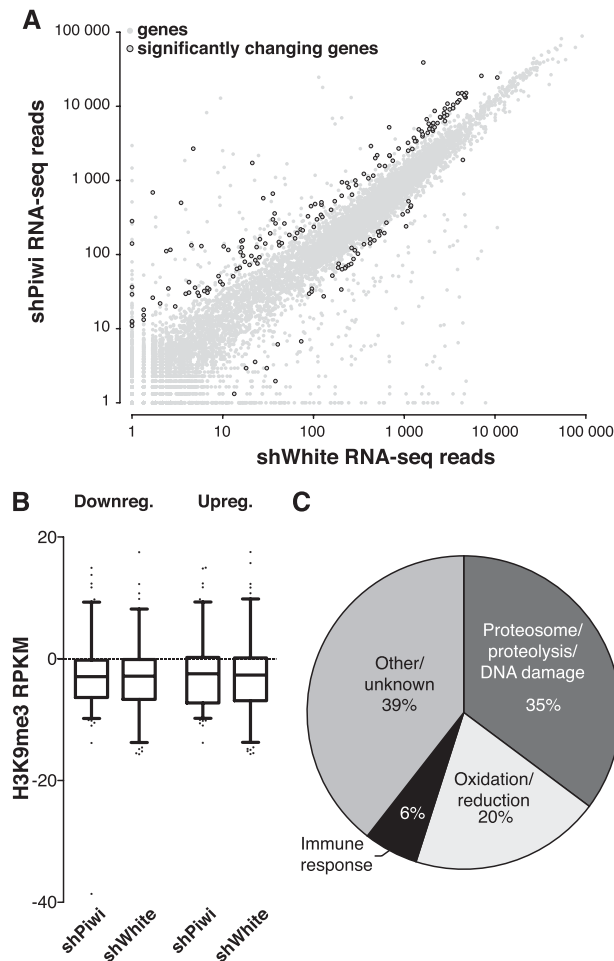 A
genes
significantly changing genes
100 000
10 000
1 000
100
10
1
shPiwi RNA-seq reads
1
10
100
1 000
10 000
100 000
shWhite RNA-seq reads
B
Downreg.
Upreg.
20
0
-20
-40
H3K9me3 RPKM
shPiwi
shWhite
shPiwi
shWhite
C
Proteosome/
proteolysis/
DNA damage
35%
Other/
unknown
39%
Oxidation/
reduction
20%
6%
Immune
response